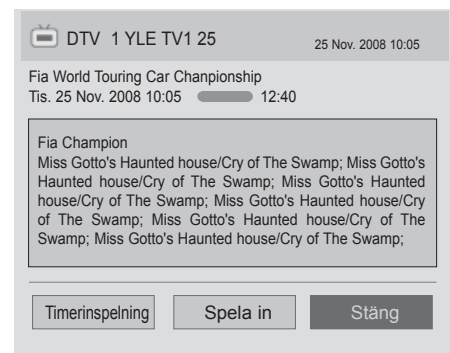 DTV 1 YLE TV1 25 25 Nov. 2008 10:05
Fia World Touring Car Chanpionship
Tis. 25 Nov. 2008 10:05 12:40
Fia Champion
Miss Gotto's Haunted house/Cry of The Swamp; Miss Gotto's
Haunted house/Cry of The Swamp; Miss Gotto's Haunted
house/Cry of The Swamp; Miss Gotto's Haunted house/Cry
of The Swamp; Miss Gotto's Haunted house/Cry of The
Swamp; Miss Gotto's Haunted house/Cry of The Swamp;
Timerinspelning Spela in Stäng